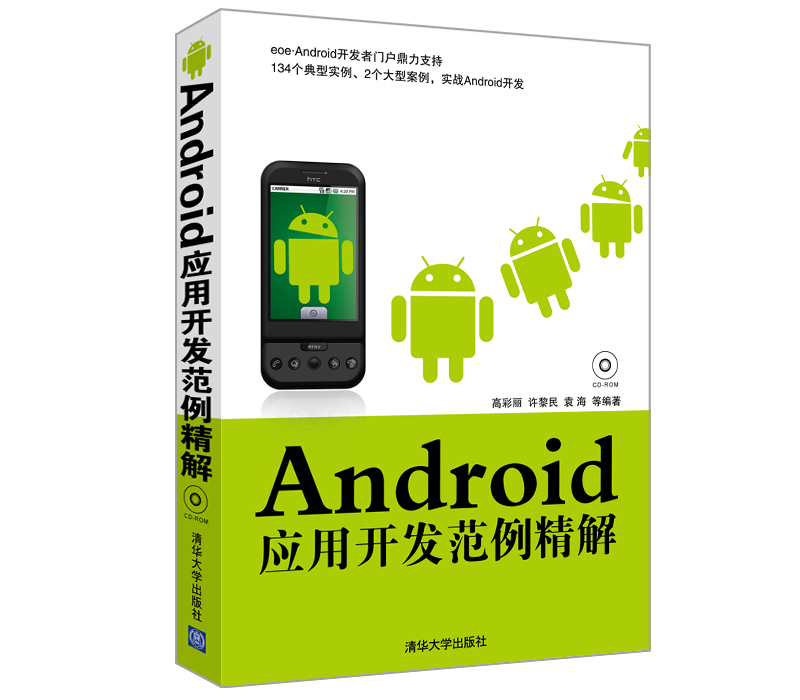 Android应用开发范例精解
CD-ROM
清华大学出版社
eoe·Android开发者门户鼎力支持
134个典型实例、2个大型案例，实战Android开发
hTC
CARRIER
4:20 PM
MENU
CD-ROM
高彩丽 许黎民 袁海 等编著
Android
应用开发范例精解
清华大学出版社